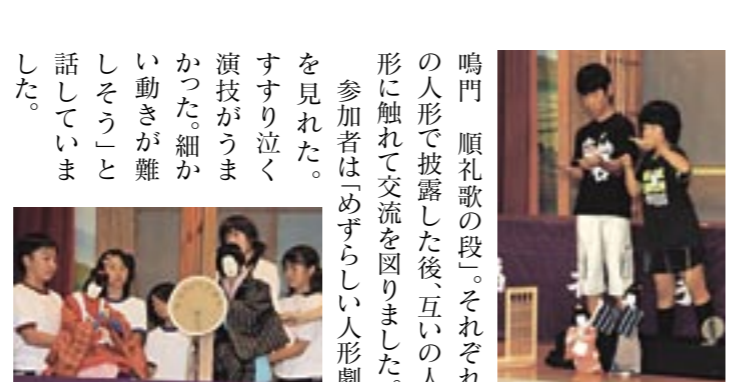 鳴門 順礼歌の段」。それぞれ
の人形で披露した後、互いの人
形に触れて交流を図りました。
参加者は「めずらしい人形劇
を見れた。
すすり泣く
演技がうま
かった。細か
い動きが難
しそう」と
話していま
した。